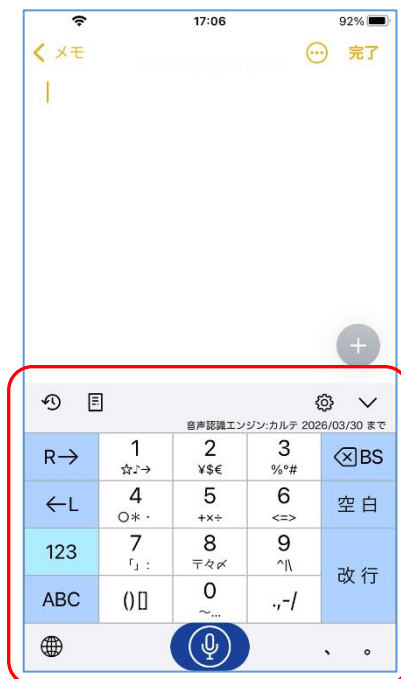 17:06 92%
メモ 完了
音声認識エンジン:カルテ 2026/03/30 まで
R→ 1 2 3 BS
☆♪→ ¥$€ %°#
←L 4 5 6 空白
〇*・ +×÷ <=>
123 7 8 9 改行
「」: 〒々〆 ^|\
ABC ()[] 0 .,-/
~…
、 。